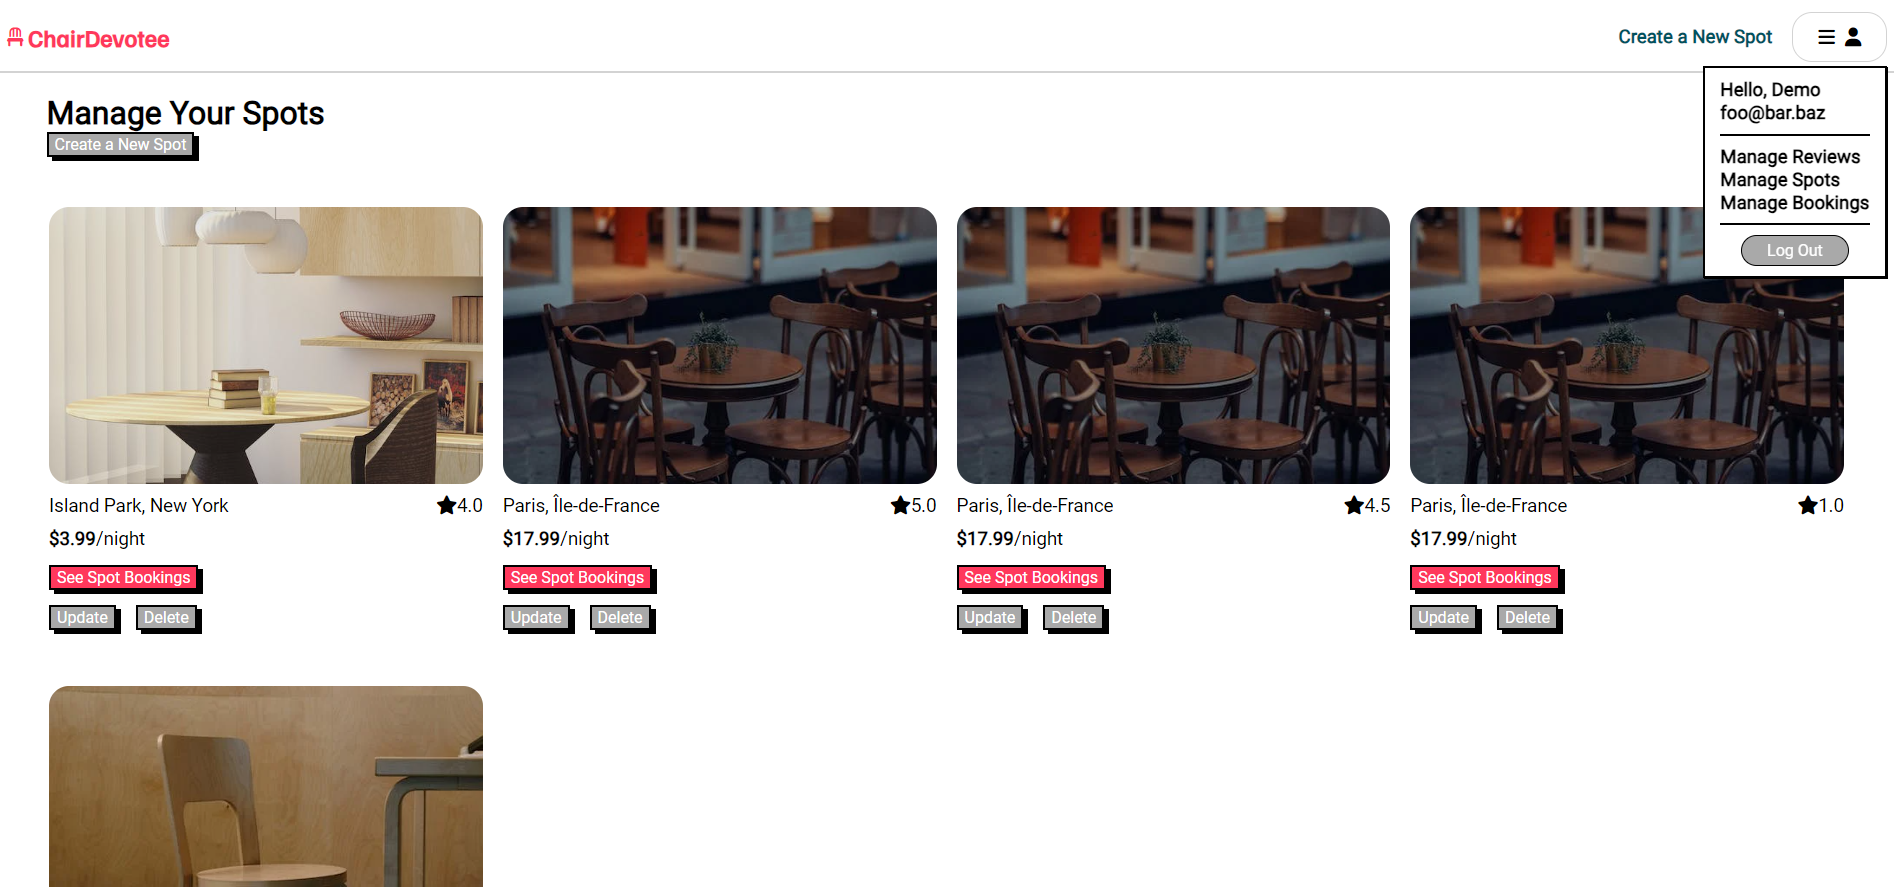 ChairDevotee
Create a New Spot
Hello, Demo
foo@bar.baz
Manage Reviews
Manage Spots
Manage Bookings
Log Out
Manage Your Spots
Create a New Spot
Island Park, New York
4.0
$3.99/night
See Spot Bookings
Update
Delete
Paris, Île-de-France
5.0
$17.99/night
See Spot Bookings
Update
Delete
Paris, Île-de-France
4.5
$17.99/night
See Spot Bookings
Update
Delete
Paris, Île-de-France
1.0
$17.99/night
See Spot Bookings
Update
Delete